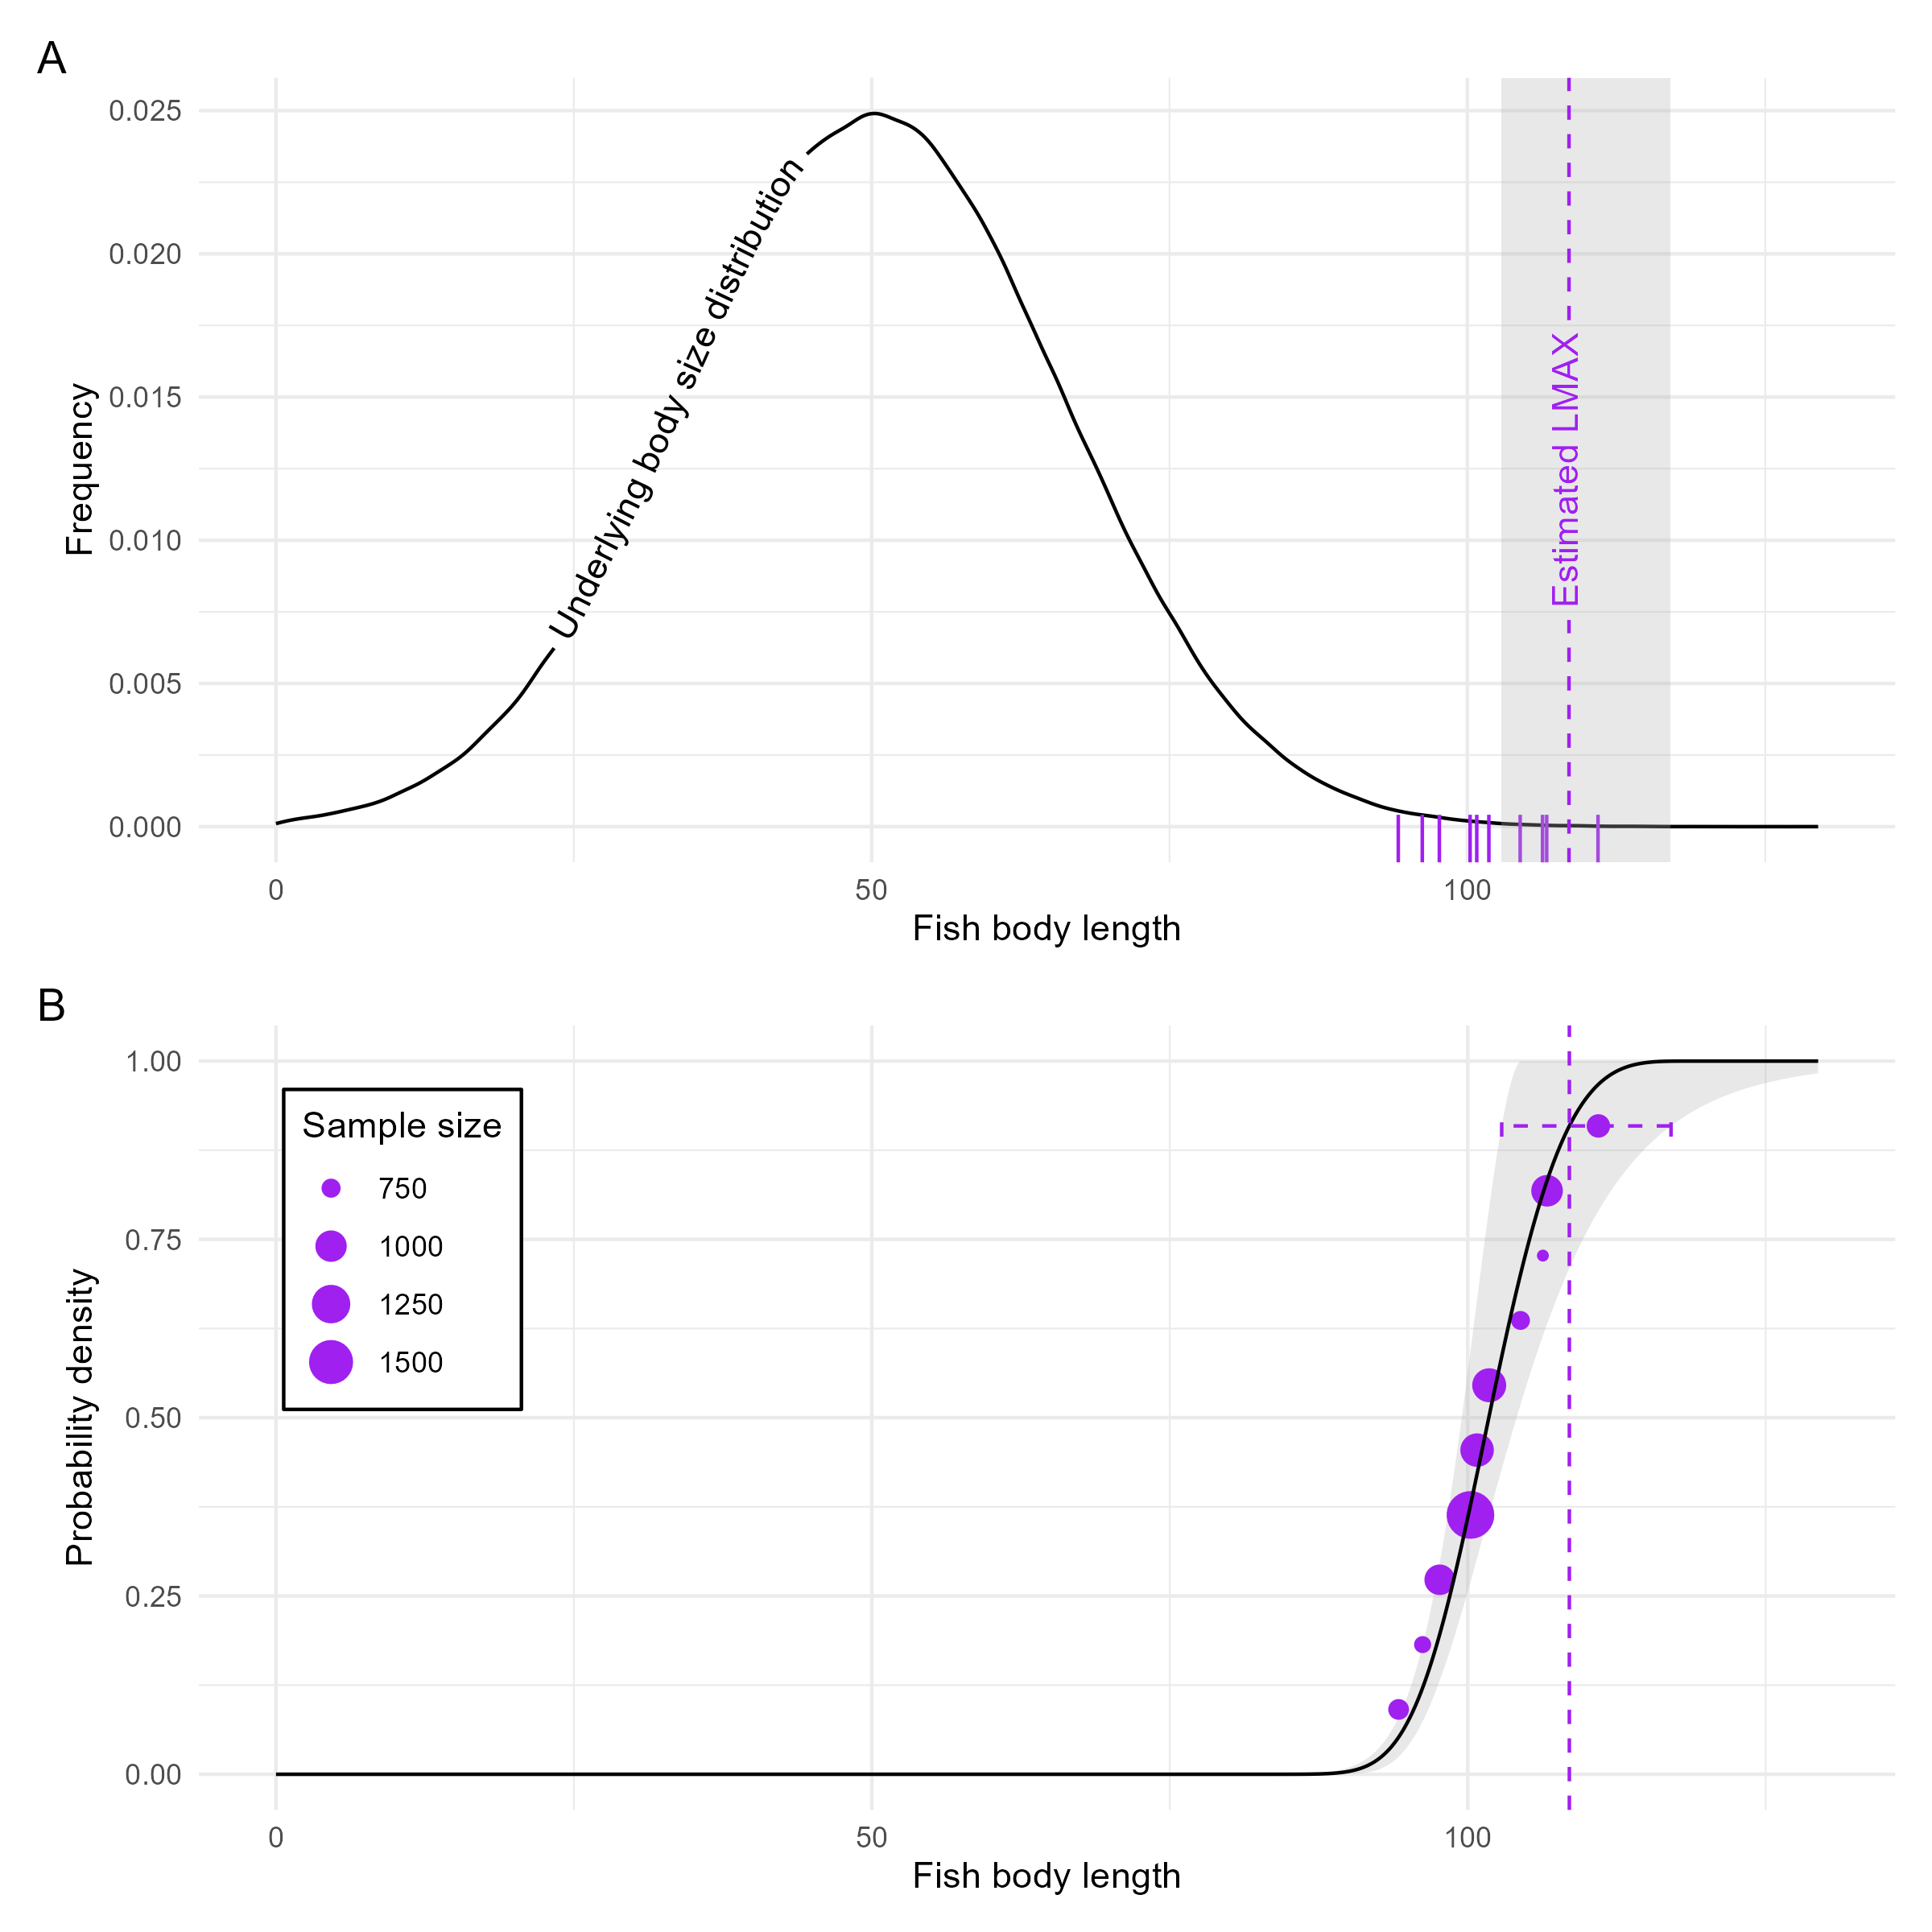 A
0.025
0.020
0.015
0.010
0.005
0.000
Frequency
Underlying body size distribution
Estimated LMAX
0
50
100
Fish body length
B
1.00
0.75
0.50
0.25
0.00
Probability density
Sample size
750
1000
1250
1500
0
50
100
Fish body length